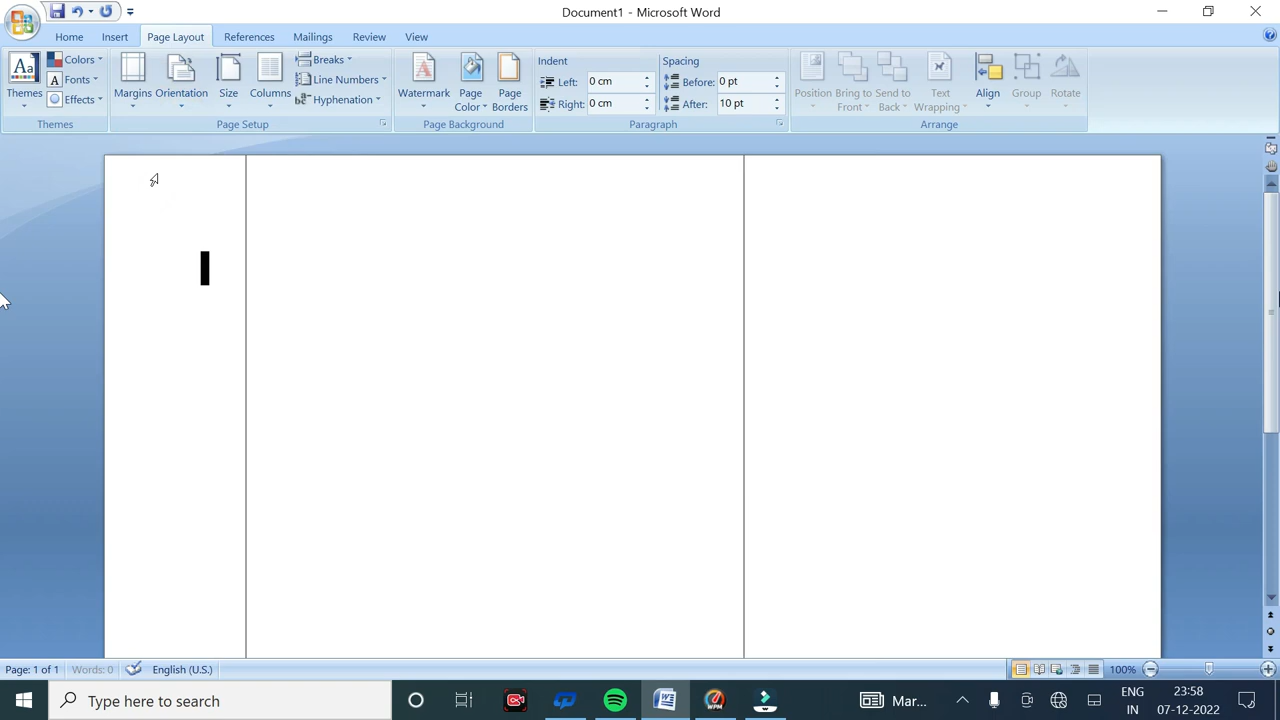 Document1 - Microsoft Word
Home Insert Page Layout References Mailings Review View
Themes
Colors
Fonts
Effects
Themes
Margins Orientation Size Columns
Breaks
Line Numbers
Hyphenation
Page Setup
Watermark Page Color Page Borders
Page Background
Indent
Left: 0 cm
Right: 0 cm
Spacing
Before: 0 pt
After: 10 pt
Paragraph
Position Bring to Front Send to Back Text Wrapping Align Group Rotate
Arrange
Page: 1 of 1 Words: 0 English (U.S.) 100%
Type here to search
WPM
Mar...
ENG
IN
23:58
07-12-2022